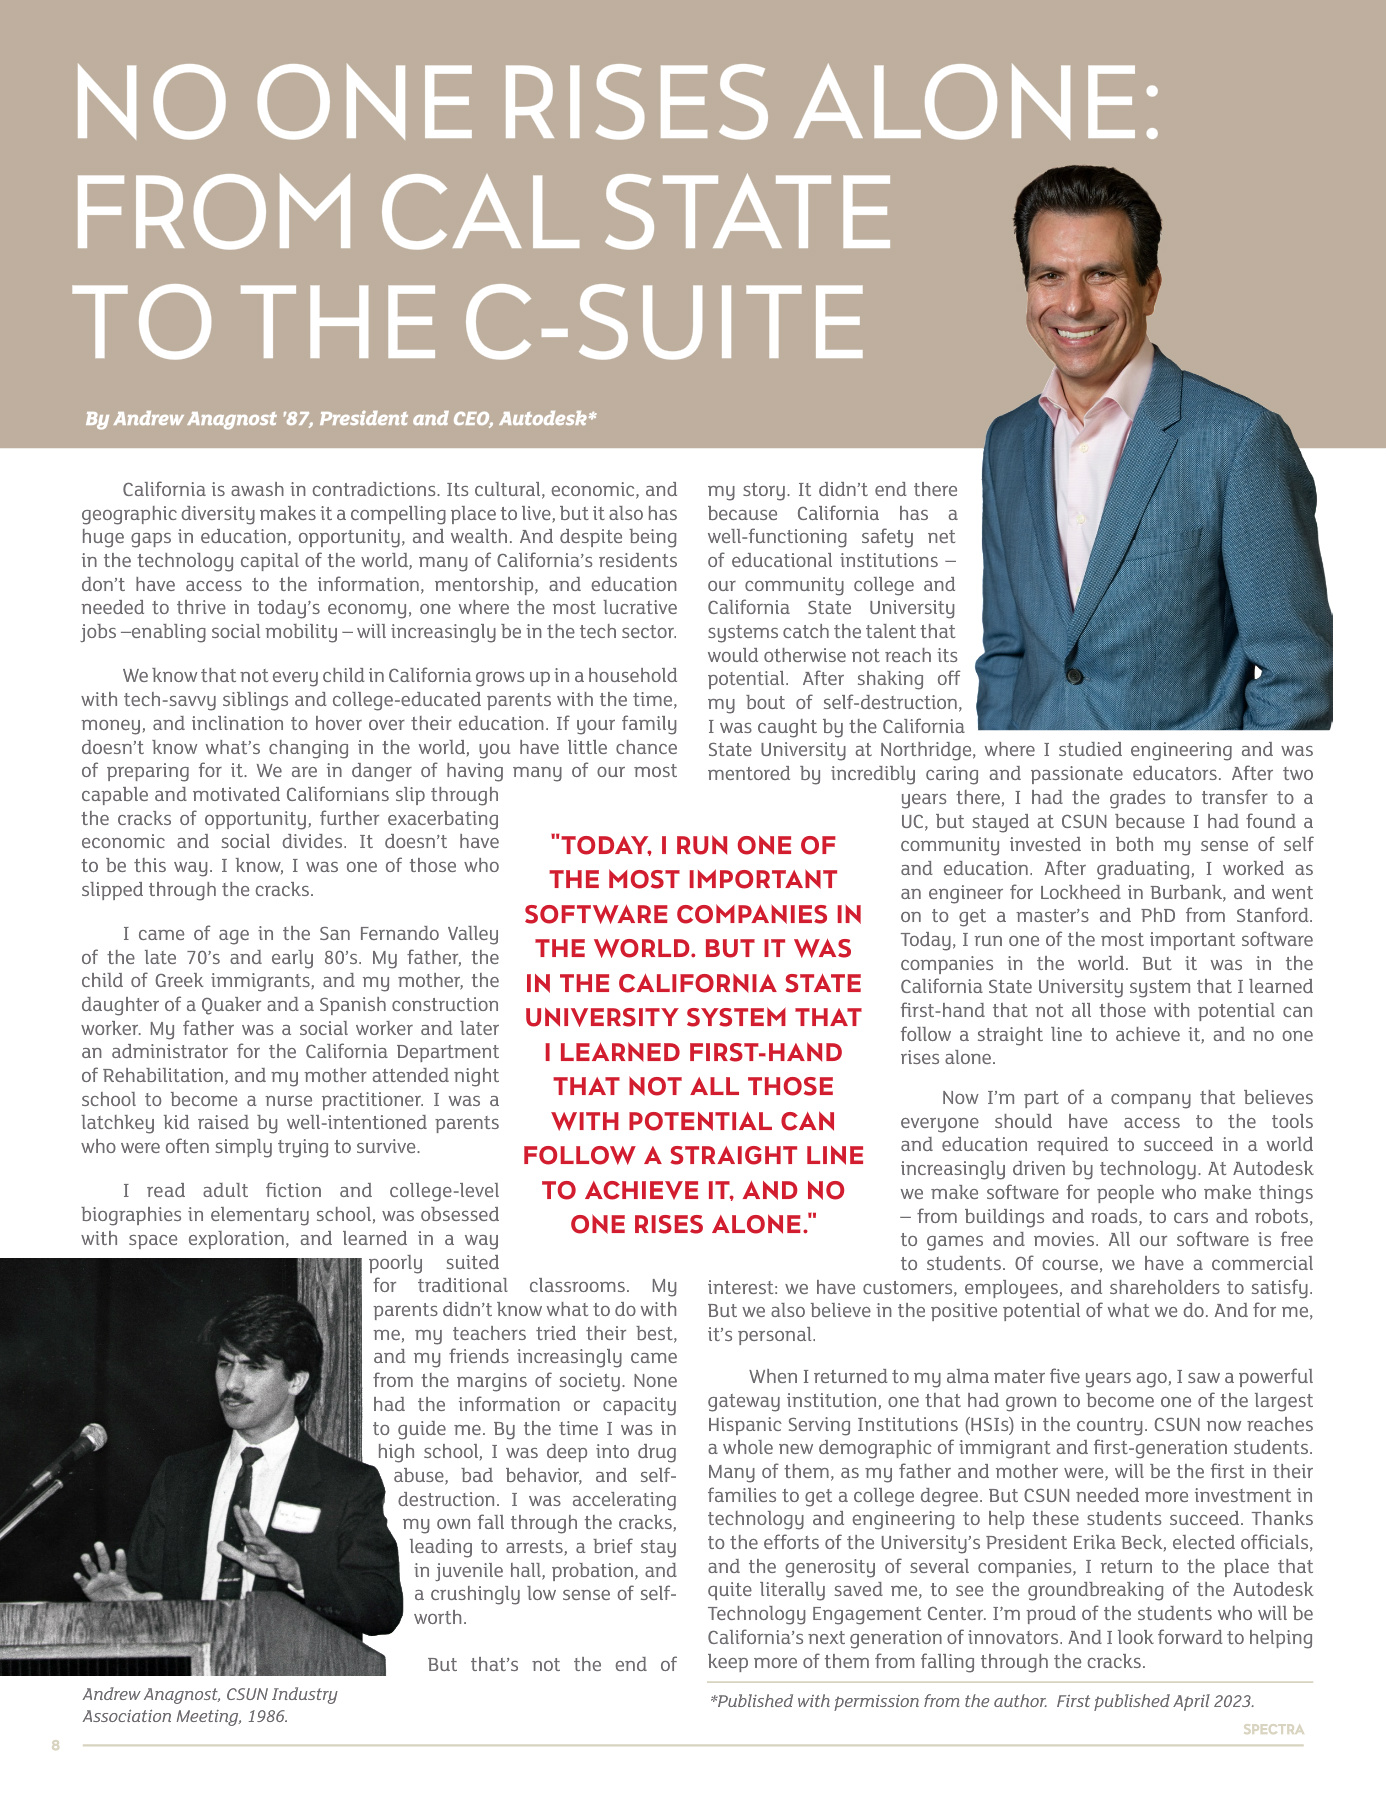 NO ONE RISES ALONE:
FROM CAL STATE
TO THE C-SUITE
By Andrew Anagnost '87, President and CEO, Autodesk*
California is awash in contradictions. Its cultural, economic, and
geographic diversity makes it a compelling place to live, but it also has
huge gaps in education, opportunity, and wealth. And despite being
in the technology capital of the world, many of California's residents
don't have access to the information, mentorship, and education
needed to thrive in today's economy, one where the most lucrative
jobs –enabling social mobility – will increasingly be in the tech sector.
We know that not every child in California grows up in a household
with tech-savvy siblings and college-educated parents with the time,
money, and inclination to hover over their education. If your family
doesn't know what's changing in the world, you have little chance
of preparing for it. We are in danger of having many of our most
capable and motivated Californians slip through
the cracks of opportunity, further exacerbating
economic and social divides. It doesn't have
to be this way. I know, I was one of those who
slipped through the cracks.
I came of age in the San Fernando Valley
of the late 70's and early 80's. My father, the
child of Greek immigrants, and my mother, the
daughter of a Quaker and a Spanish construction
worker. My father was a social worker and later
an administrator for the California Department
of Rehabilitation, and my mother attended night
school to become a nurse practitioner. I was a
latchkey kid raised by well-intentioned parents
who were often simply trying to survive.
I read adult fiction and college-level
biographies in elementary school, was obsessed
with space exploration, and learned in a way
poorly suited
for traditional classrooms. My
parents didn't know what to do with
me, my teachers tried their best,
and my friends increasingly came
from the margins of society. None
had the information or capacity
to guide me. By the time I was in
high school, I was deep into drug
abuse, bad behavior, and self-
destruction. I was accelerating
my own fall through the cracks,
leading to arrests, a brief stay
in juvenile hall, probation, and
a crushingly low sense of self-
worth.
But that's not the end of
my story. It didn't end there
because California has a
well-functioning safety net
of educational institutions –
our community college and
California State University
systems catch the talent that
would otherwise not reach its
potential. After shaking off
my bout of self-destruction,
I was caught by the California
State University at Northridge, where I studied engineering and was
mentored by incredibly caring and passionate educators. After two
years there, I had the grades to transfer to a
UC, but stayed at CSUN because I had found a
community invested in both my sense of self
and education. After graduating, I worked as
an engineer for Lockheed in Burbank, and went
on to get a master's and PhD from Stanford.
Today, I run one of the most important software
companies in the world. But it was in the
California State University system that I learned
first-hand that not all those with potential can
follow a straight line to achieve it, and no one
rises alone.
Now I'm part of a company that believes
everyone should have access to the tools
and education required to succeed in a world
increasingly driven by technology. At Autodesk
we make software for people who make things
– from buildings and roads, to cars and robots,
to games and movies. All our software is free
to students. Of course, we have a commercial
interest: we have customers, employees, and shareholders to satisfy.
But we also believe in the positive potential of what we do. And for me,
it's personal.
When I returned to my alma mater five years ago, I saw a powerful
gateway institution, one that had grown to become one of the largest
Hispanic Serving Institutions (HSIs) in the country. CSUN now reaches
a whole new demographic of immigrant and first-generation students.
Many of them, as my father and mother were, will be the first in their
families to get a college degree. But CSUN needed more investment in
technology and engineering to help these students succeed. Thanks
to the efforts of the University's President Erika Beck, elected officials,
and the generosity of several companies, I return to the place that
quite literally saved me, to see the groundbreaking of the Autodesk
Technology Engagement Center. I'm proud of the students who will be
California's next generation of innovators. And I look forward to helping
keep more of them from falling through the cracks.
"TODAY, I RUN ONE OF
THE MOST IMPORTANT
SOFTWARE COMPANIES IN
THE WORLD. BUT IT WAS
IN THE CALIFORNIA STATE
UNIVERSITY SYSTEM THAT
I LEARNED FIRST-HAND
THAT NOT ALL THOSE
WITH POTENTIAL CAN
FOLLOW A STRAIGHT LINE
TO ACHIEVE IT, AND NO
ONE RISES ALONE."
Andrew Anagnost, CSUN Industry
Association Meeting, 1986.
*Published with permission from the author. First published April 2023.
SPECTRA
8